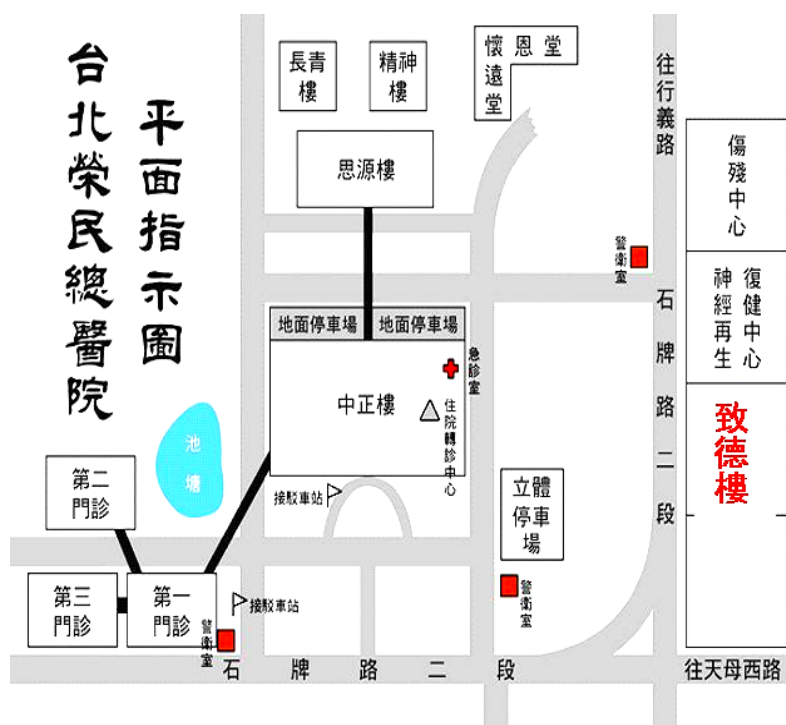 台北榮民總醫院
平面指示圖
長青
樓
精神
樓
懷恩堂
遠
堂
往行義路
思源樓
傷殘中心
警衛室
復健中心
神經再生
地面停車場
地面停車場
急診室
中正樓
住院轉診中心
石牌路二段
致德樓
池塘
第二
門診
接駁車站
立體
停車
場
第三
門診
第一
門診
接駁車站
警衛室
警衛室
石牌路二段
往天母西路